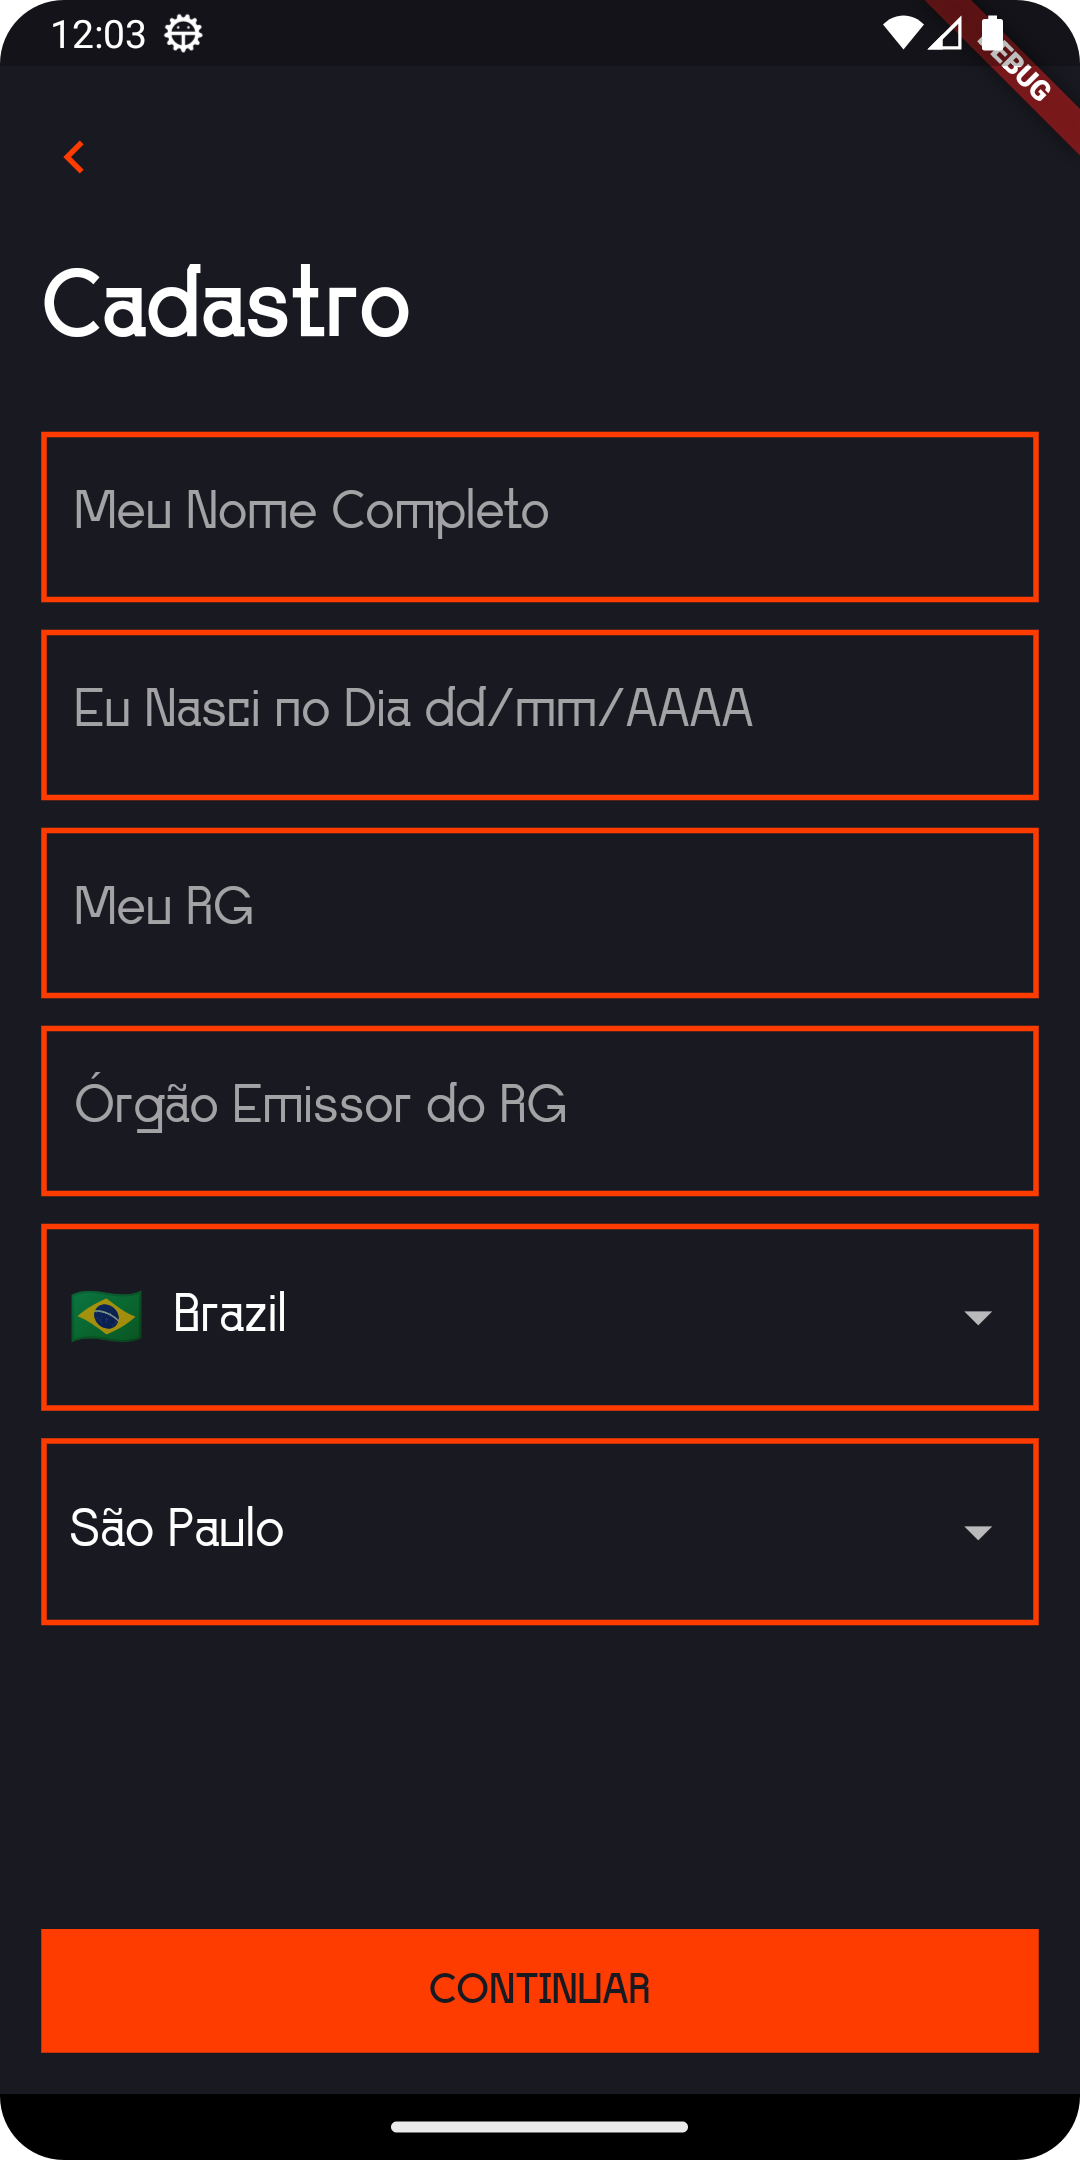 12:03
EBUG
Cadastro
Meu Nome Completo
Eu Nasci no Dia dd/mm/AAAA
Meu RG
Órgão Emissor do RG
Brazil
São Paulo
CONTINUAR